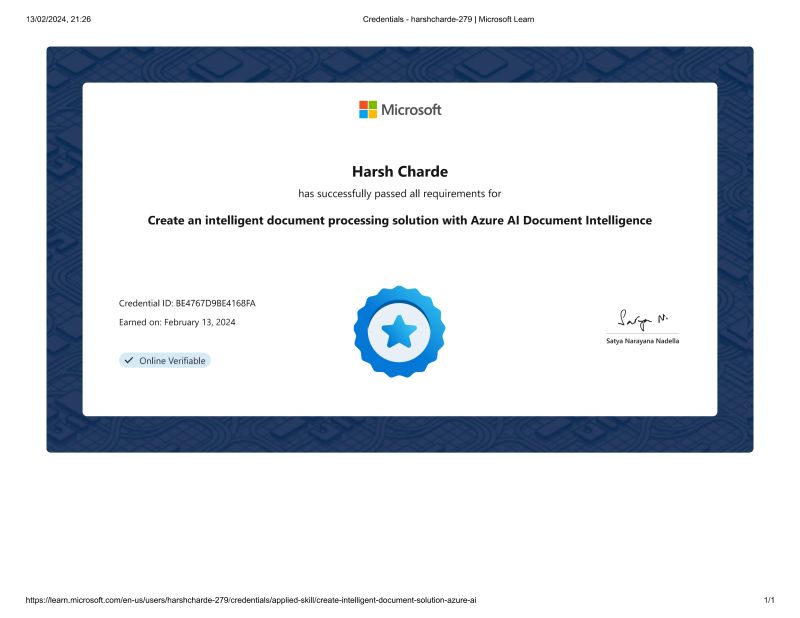 13/02/2024, 21:26 Credentials - harshcharde-279 | Microsoft Learn
Microsoft
Harsh Charde
has successfully passed all requirements for
Create an intelligent document processing solution with Azure AI Document Intelligence
Credential ID: BE4767D9BE4168FA
Earned on: February 13, 2024
Online Verifiable
Satya N.
Satya Narayana Nadella
https://learn.microsoft.com/en-us/users/harshcharde-279/credentials/applied-skill/create-intelligent-document-solution-azure-ai 1/1